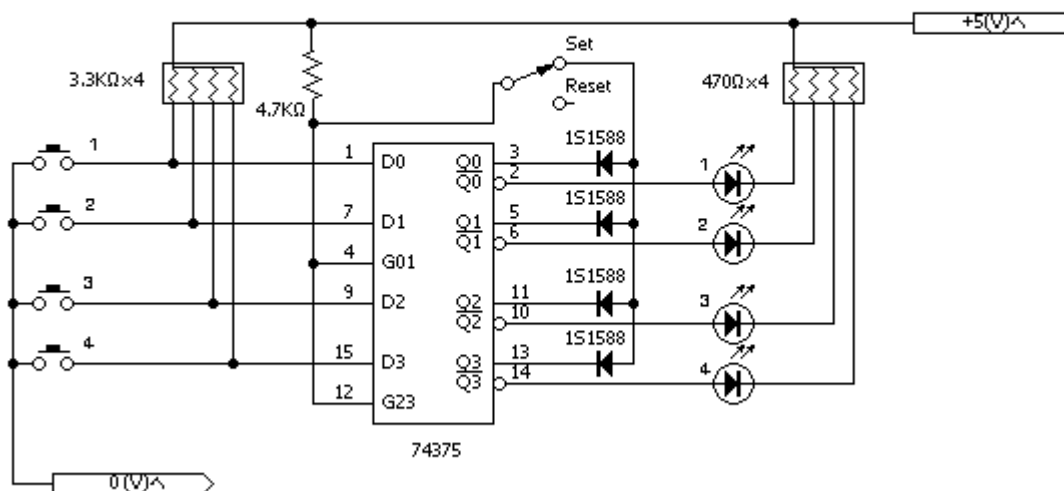 +5(V)へ
Set
3.3KΩ×4
4.7KΩ
Reset
470Ω×4
1S1588
1
1
D0
Q0
3
Q0
2
1
1S1588
2
7
D1
Q1
5
Q1
6
2
4
G01
1S1588
3
9
D2
Q2
11
Q2
10
3
1S1588
4
15
D3
Q3
13
Q3
14
4
12
G23
74375
0(V)へ